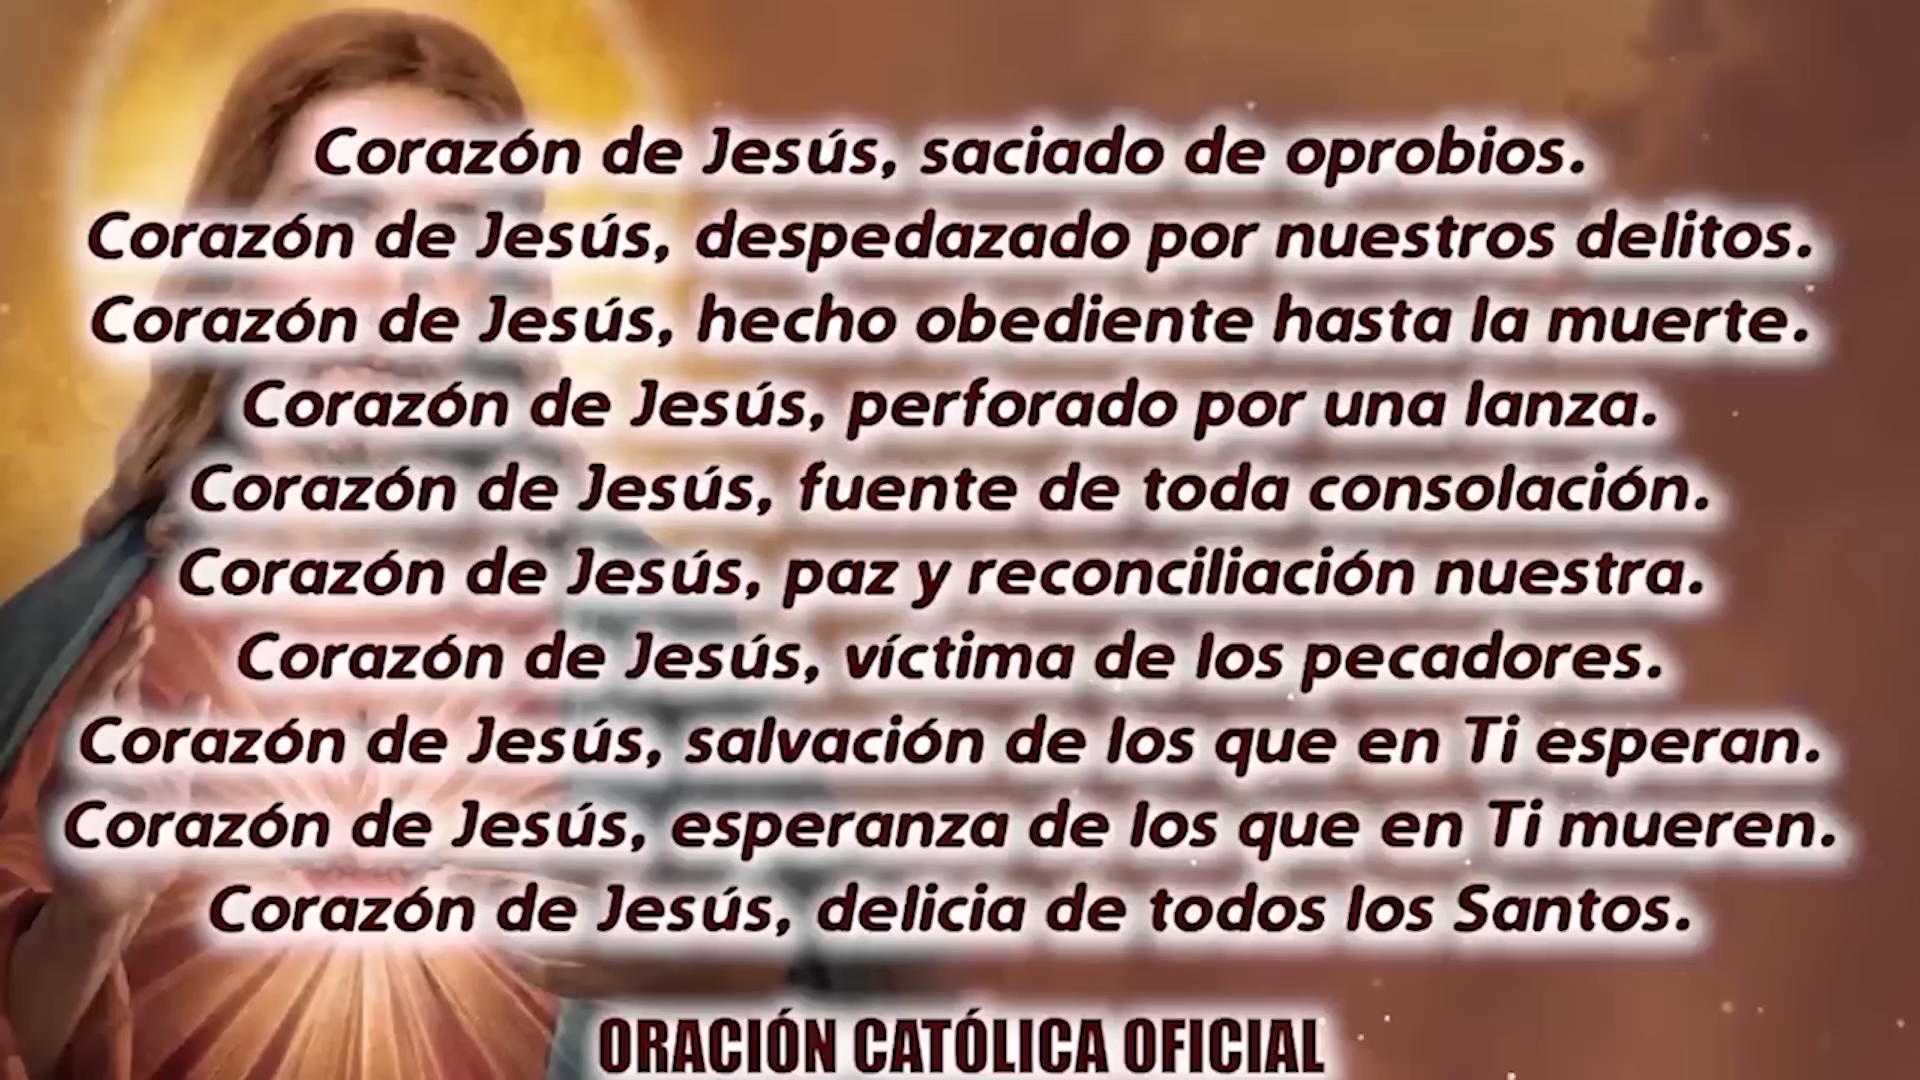 Corazón de Jesús, saciado de oprobios.
Corazón de Jesús, despedazado por nuestros delitos.
Corazón de Jesús, hecho obediente hasta la muerte.
Corazón de Jesús, perforado por una lanza.
Corazón de Jesús, fuente de toda consolación.
Corazón de Jesús, paz y reconciliación nuestra.
Corazón de Jesús, víctima de los pecadores.
Corazón de Jesús, salvación de los que en Ti esperan.
Corazón de Jesús, esperanza de los que en Ti mueren.
Corazón de Jesús, delicia de todos los Santos.
ORACIÓN CATÓLICA OFICIAL